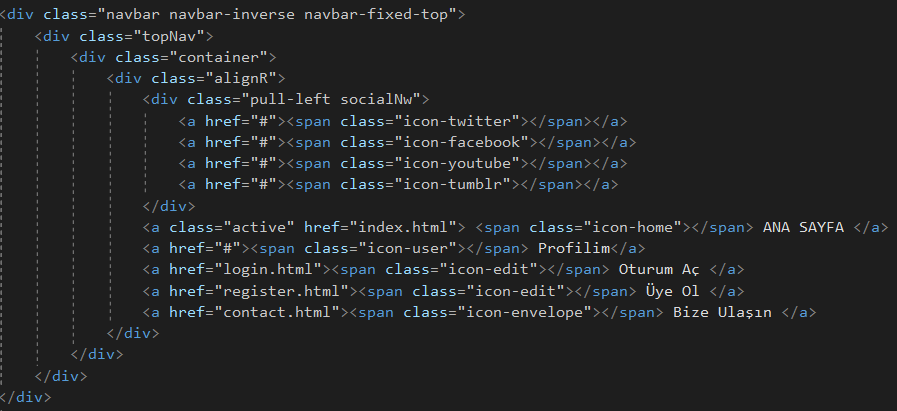 <div class="navbar navbar-inverse navbar-fixed-top">
<div class="topNav">
<div class="container">
<div class="alignR">
<div class="pull-left socialNw">
<a href="#"><span class="icon-twitter"></span></a>
<a href="#"><span class="icon-facebook"></span></a>
<a href="#"><span class="icon-youtube"></span></a>
<a href="#"><span class="icon-tumblr"></span></a>
</div>
<a class="active" href="index.html"> <span class="icon-home"></span> ANA SAYFA </a>
<a href="#"><span class="icon-user"></span> Profilim</a>
<a href="login.html"><span class="icon-edit"></span> Oturum Aç </a>
<a href="register.html"><span class="icon-edit"></span> Üye Ol </a>
<a href="contact.html"><span class="icon-envelope"></span> Bize Ulaşın </a>
</div>
</div>
</div>
</div>